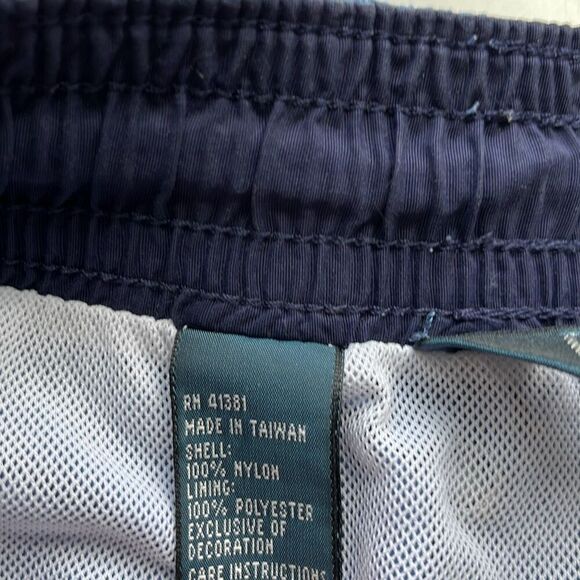 RN 41381
MADE IN TAIWAN
SHELL:
100% NYLON
LINING:
100% POLYESTER
EXCLUSIVE OF
DECORATION
CARE INSTRUCTIONS